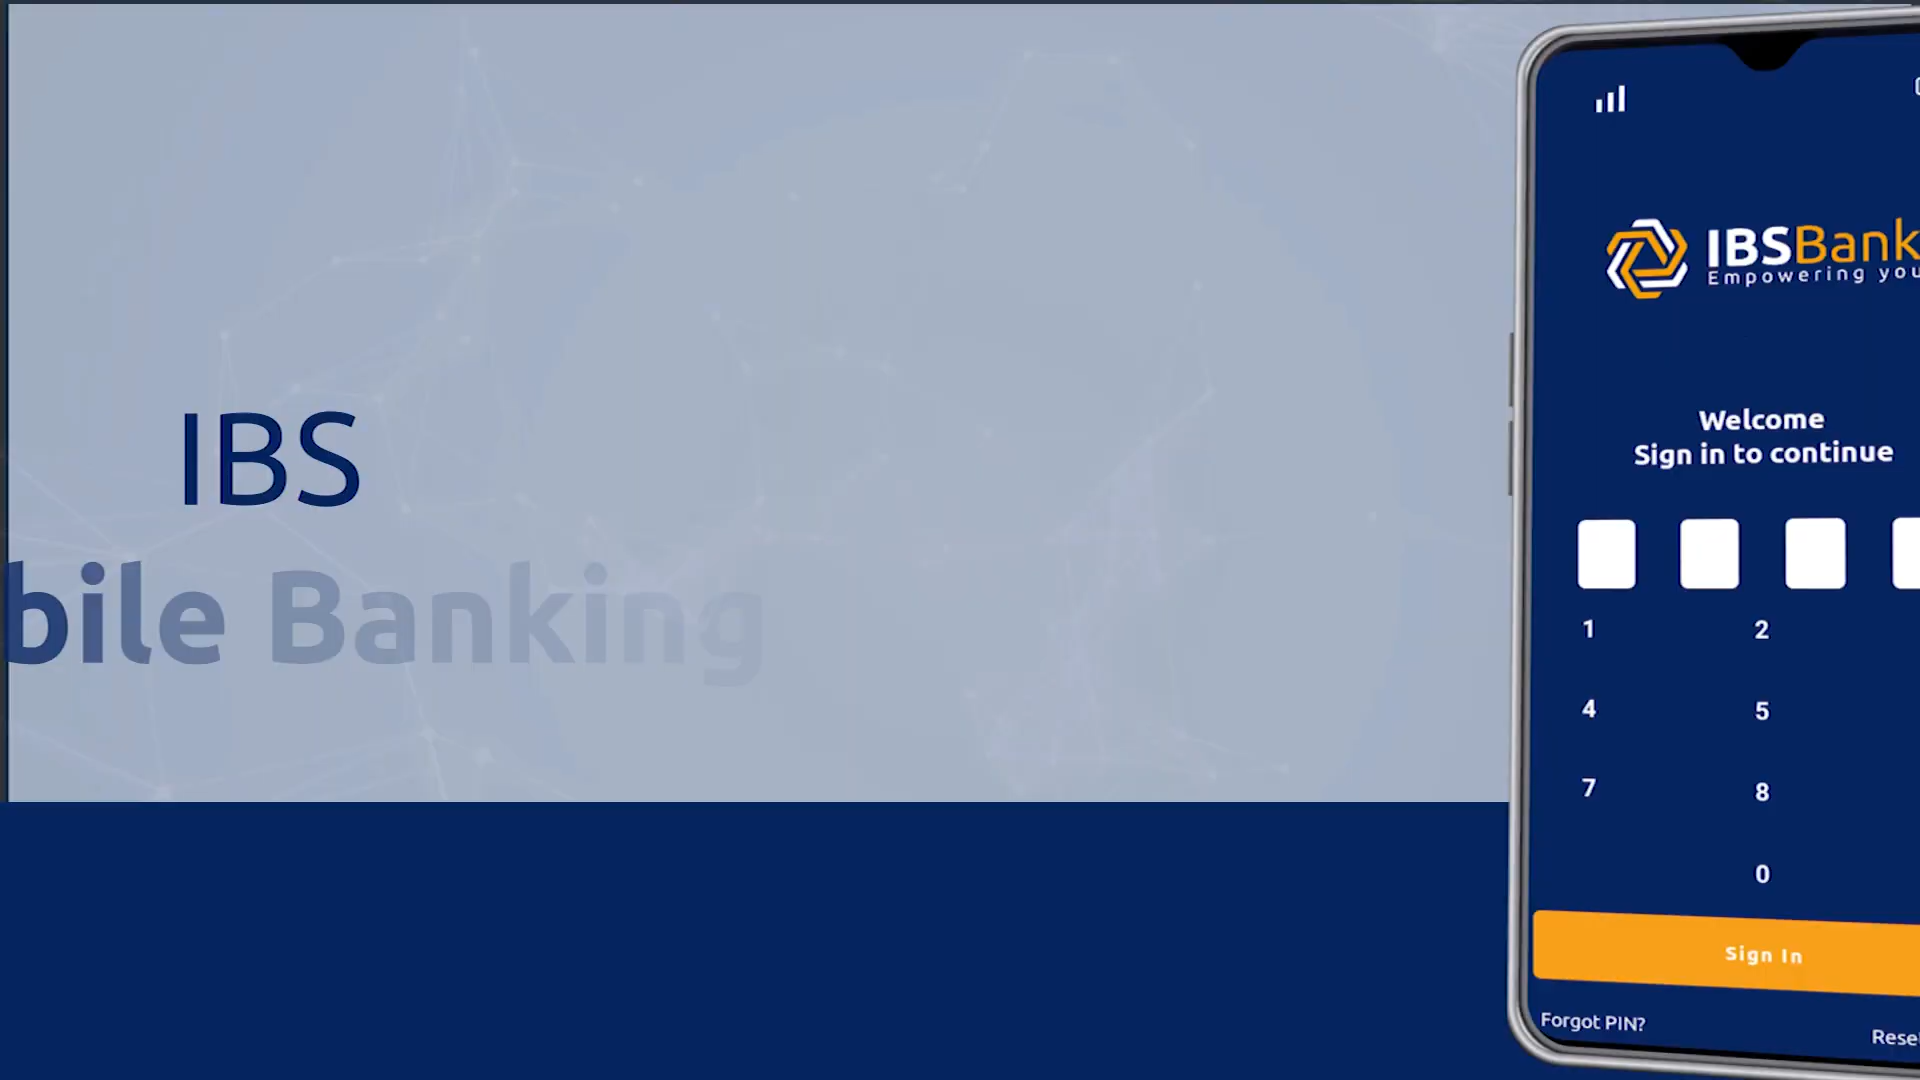 IBS
bile Banking
IBSBank
Empowering you
Welcome
Sign in to continue
1 2
4 5
7 8
0
Sign In
Forgot PIN?
Rese